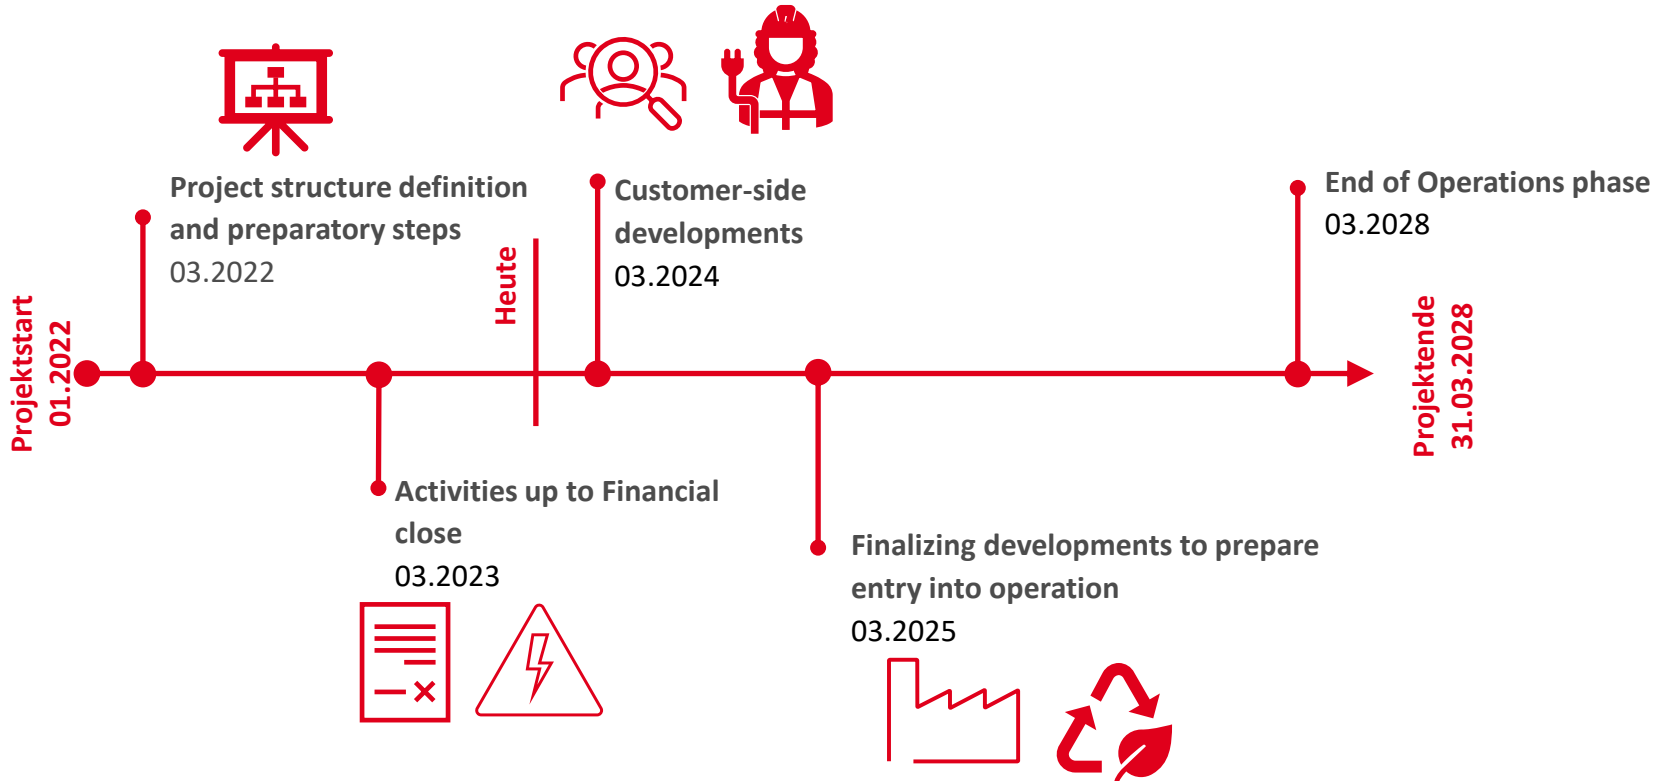 Projektstart
01.2022
Project structure definition
and preparatory steps
03.2022
Activities up to Financial
close
03.2023
Heute
Customer-side
developments
03.2024
Finalizing developments to prepare
entry into operation
03.2025
End of Operations phase
03.2028
Projektende
31.03.2028